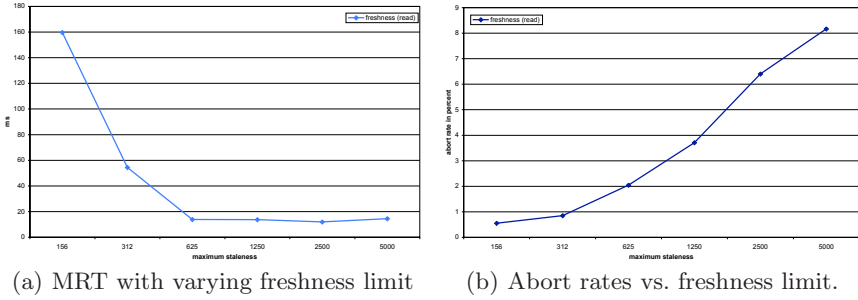 180
160
140
120
100
80
60
40
20
0
ms
freshness (read)
156 312 625 1250 2500 5000
maximum staleness
(a) MRT with varying freshness limit
9
8
7
6
5
4
3
2
1
0
abort rate in percent
freshness (read)
156 312 625 1250 2500 5000
maximum staleness
(b) Abort rates vs. freshness limit.